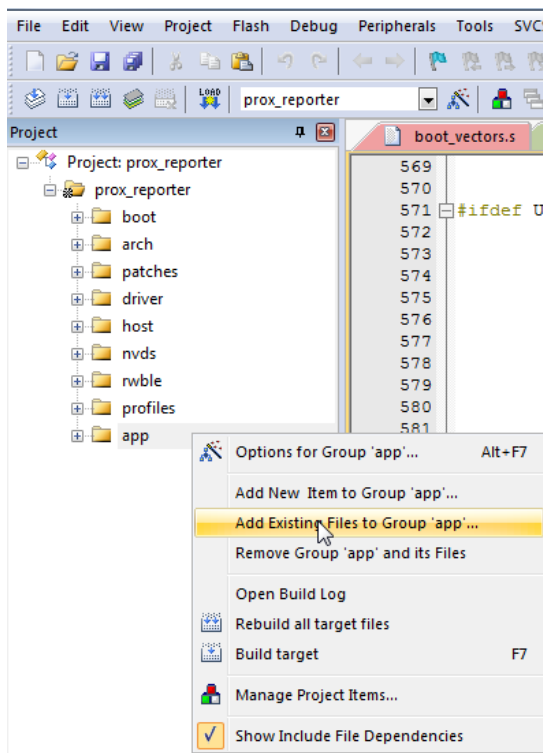 File Edit View Project Flash Debug Peripherals Tools
LOAD prox_reporter
Project
boot_vectors.s
Project: prox_reporter
prox_reporter
boot
arch
patches
driver
host
nvds
rwble
profiles
app
569
570
571 #ifdef U
572
573
574
575
576
577
578
579
580
581
Options for Group 'app'... Alt+F7
Add New Item to Group 'app'...
Add Existing Files to Group 'app'...
Remove Group 'app' and its Files
Open Build Log
Rebuild all target files
Build target F7
Manage Project Items...
Show Include File Dependencies